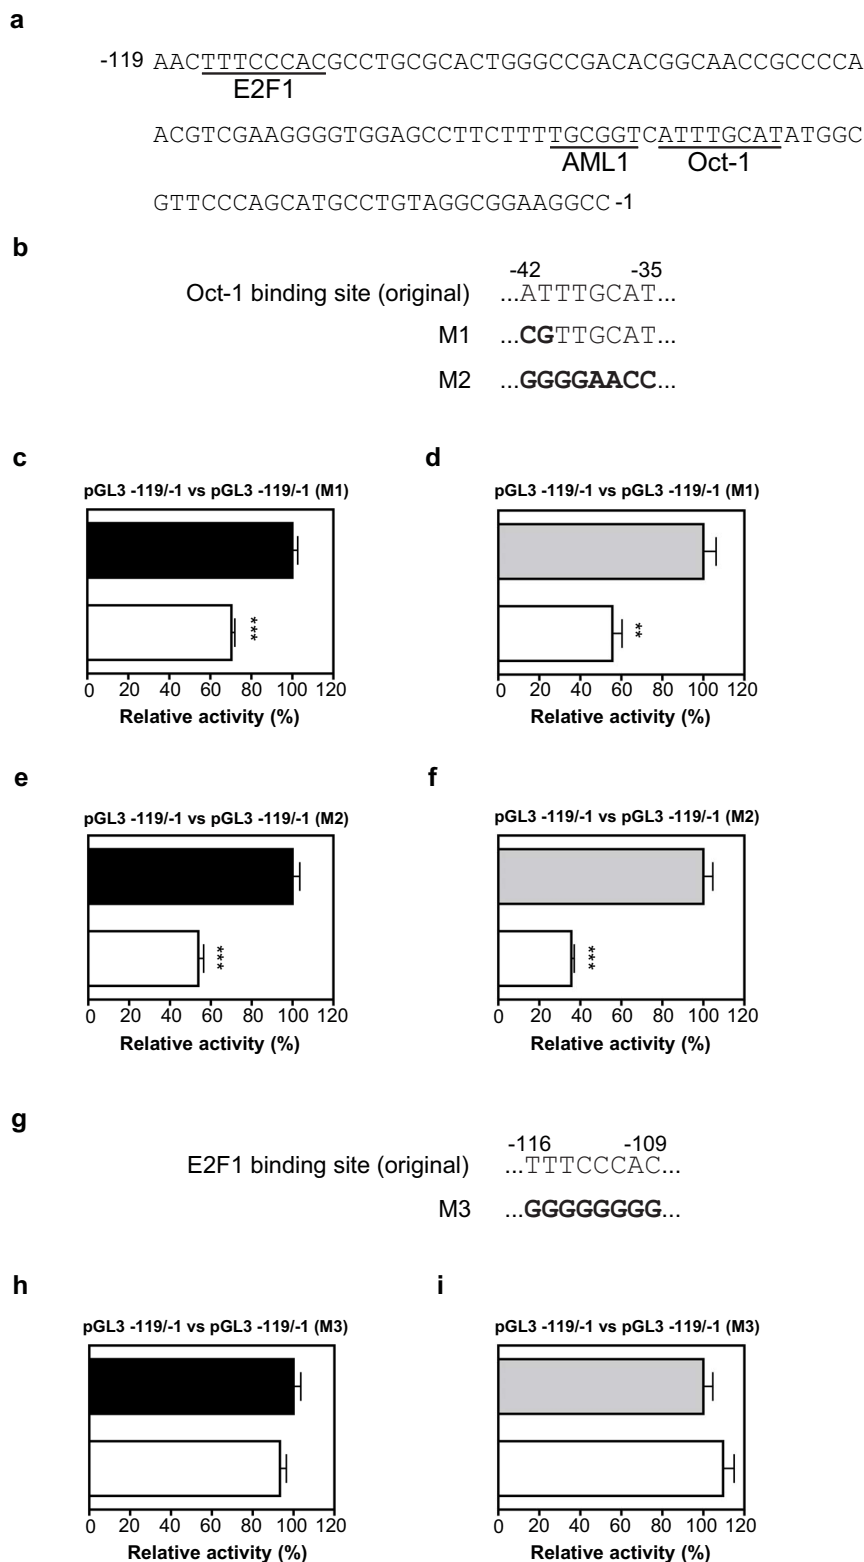 a
-119 AACTTTCCCACGCCTGCGCACTGGGCCGACACGGCAACCGCCCCA
E2F1
ACGTCGAAGGGGTGGAGCCTTCTTTTGCGGTCATTTGCATATGGC
AML1 Oct-1
GTTCCCAGCATGCCTGTAGGCGGAAGGCC -1
b
-42 -35
Oct-1 binding site (original) ...ATTTGCAT...
M1 ...CGTTGCAT...
M2 ...GGGGAACC...
c d
pGL3 -119/-1 vs pGL3 -119/-1 (M1) pGL3 -119/-1 vs pGL3 -119/-1 (M1)
*** **
0 20 40 60 80 100 120 0 20 40 60 80 100 120
Relative activity (%) Relative activity (%)
e f
pGL3 -119/-1 vs pGL3 -119/-1 (M2) pGL3 -119/-1 vs pGL3 -119/-1 (M2)
*** ***
0 20 40 60 80 100 120 0 20 40 60 80 100 120
Relative activity (%) Relative activity (%)
g
-116 -109
E2F1 binding site (original) ...TTTCCCAC...
M3 ...GGGGGGGG...
h i
pGL3 -119/-1 vs pGL3 -119/-1 (M3) pGL3 -119/-1 vs pGL3 -119/-1 (M3)
0 20 40 60 80 100 120 0 20 40 60 80 100 120
Relative activity (%) Relative activity (%)